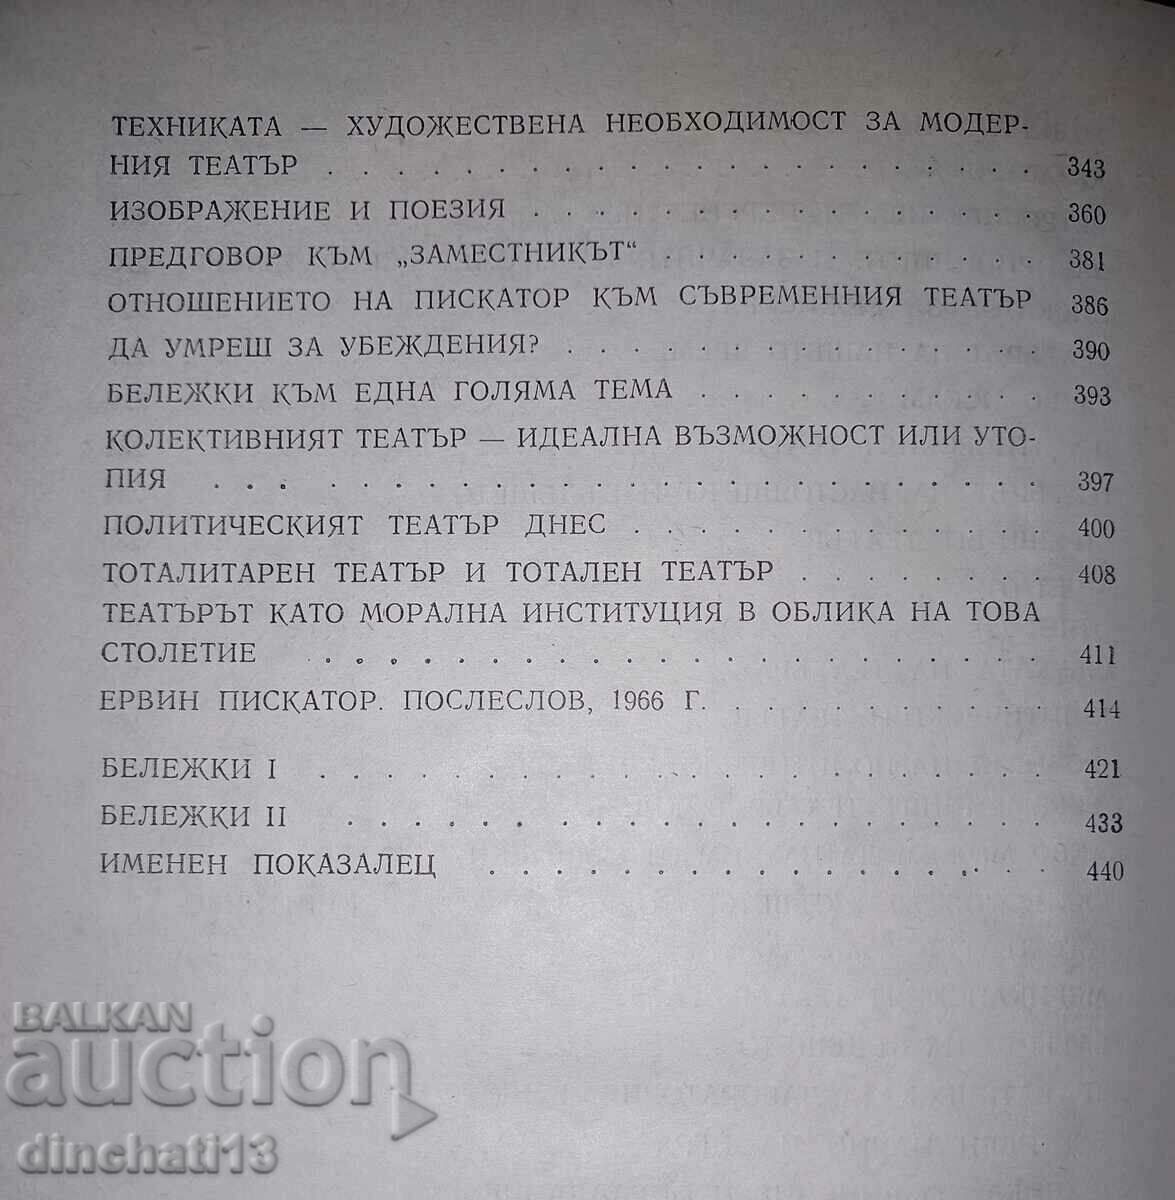 ТЕХНИКАТА — ХУДОЖЕСТВЕНА НЕОБХОДИМОСТ ЗА МОДЕР-
НИЯ ТЕАТЪР . . . . . . . . . . . . . . . . . . 343
ИЗОБРАЖЕНИЕ И ПОЕЗИЯ . . . . . . . . . . . . . 360
ПРЕДГОВОР КЪМ „ЗАМЕСТНИКЪТ“ . . . . . . . . . . 381
ОТНОШЕНИЕТО НА ПИСКАТОР КЪМ СЪВРЕМЕННИЯ ТЕАТЪР 386
ДА УМРЕШ ЗА УБЕЖДЕНИЯ? . . . . . . . . . . . . 390
БЕЛЕЖКИ КЪМ ЕДНА ГОЛЯМА ТЕМА . . . . . . . . . 393
КОЛЕКТИВНИЯТ ТЕАТЪР — ИДЕАЛНА ВЪЗМОЖНОСТ ИЛИ УТО-
ПИЯ . . . . . . . . . . . . . . . . . . . . . 397
ПОЛИТИЧЕСКИЯТ ТЕАТЪР ДНЕС . . . . . . . . . . . 400
ТОТАЛИТАРЕН ТЕАТЪР И ТОТАЛЕН ТЕАТЪР . . . . . . . 408
ТЕАТЪРЪТ КАТО МОРАЛНА ИНСТИТУЦИЯ В ОБЛИКА НА ТОВА
СТОЛЕТИЕ . . . . . . . . . . . . . . . . . . . 411
ЕРВИН ПИСКАТОР. ПОСЛЕСЛОВ, 1966 Г. . . . . . . . . 414
БЕЛЕЖКИ I . . . . . . . . . . . . . . . . . . 421
БЕЛЕЖКИ II . . . . . . . . . . . . . . . . . . 433
ИМЕНЕН ПОКАЗАЛЕЦ . . . . . . . . . . . . . . . 440
BALKAN
auction
dinchati13